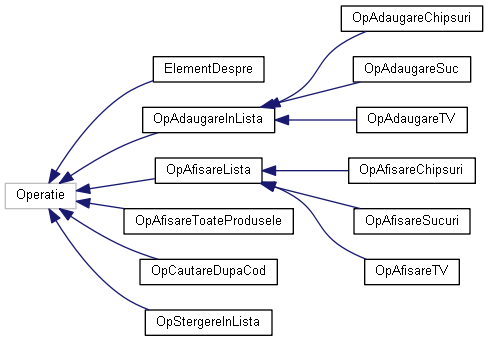 OpAdaugareChipsuri
ElementDespre
OpAdaugareSuc
OpAdaugareInLista
OpAdaugareTV
OpAfisareLista
OpAfisareChipsuri
Operatie
OpAfisareToateProdusele
OpAfisareSucuri
OpCautareDupaCod
OpAfisareTV
OpStergereInLista